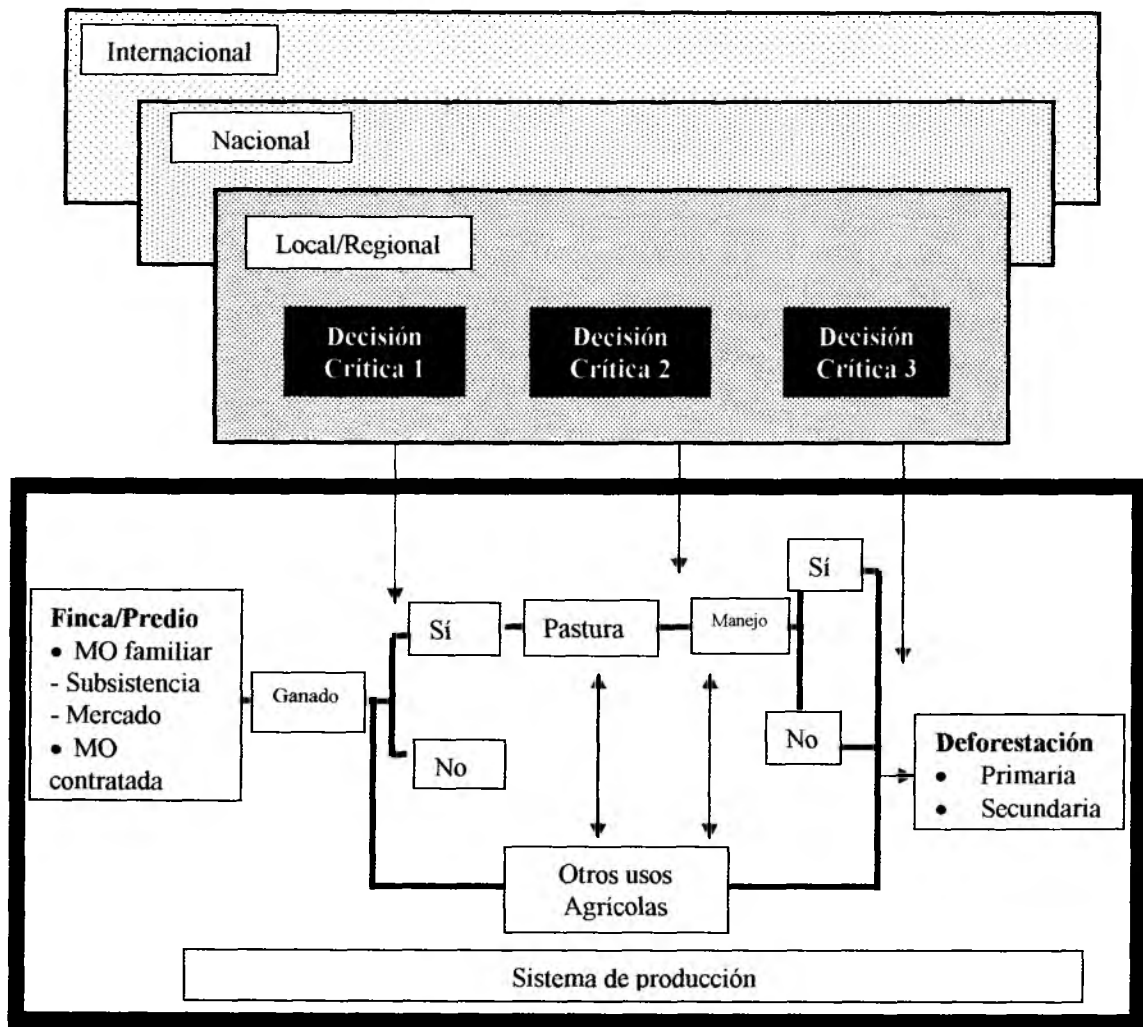 Internacional
Nacional
Local/Regional
Decisión
Crítica 1
Decisión
Crítica 2
Decisión
Crítica 3
Finca/Predio
• MO familiar
- Subsistencia
- Mercado
• MO
contratada
Ganado
Sí
No
Pastura
Manejo
Sí
No
Deforestación
• Primaria
• Secundaria
Otros usos
Agrícolas
Sistema de producción